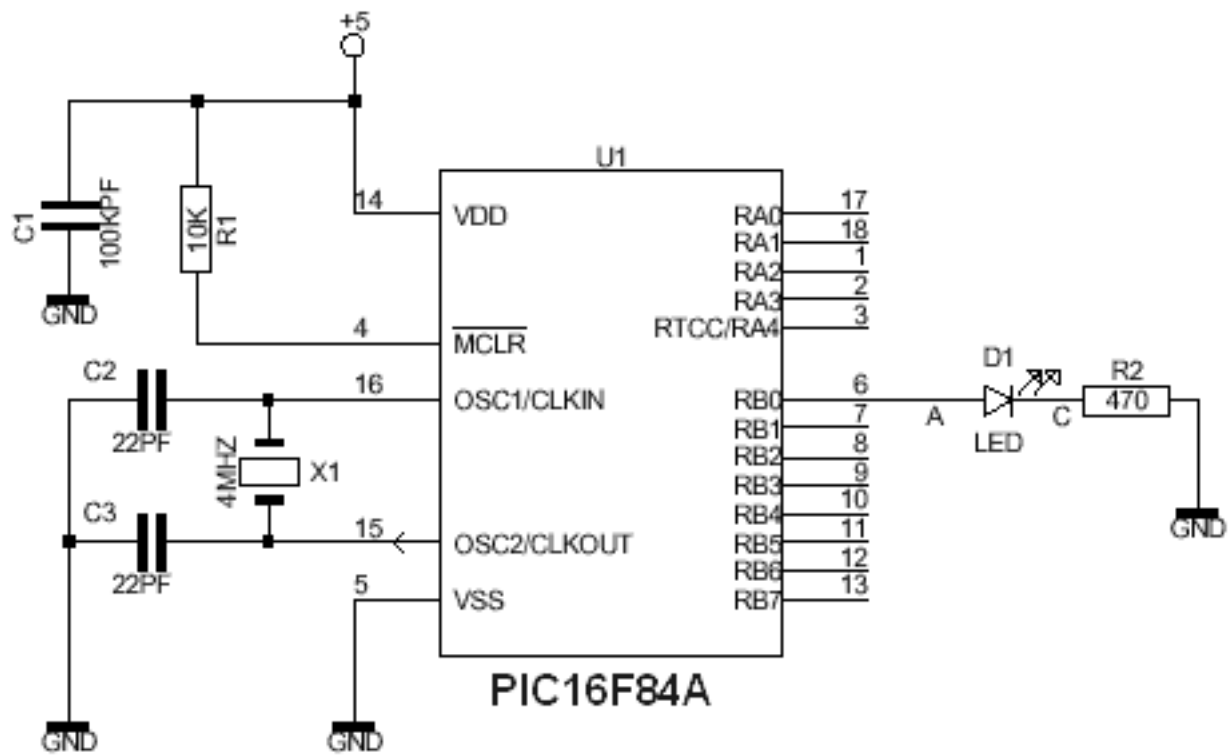 +5
U1
C1
100KPF
10K
R1
14
VDD
RA0
17
RA1
18
RA2
1
RA3
2
RTCC/RA4
3
GND
4
MCLR
C2
22PF
16
OSC1/CLKIN
4MHZ
X1
C3
22PF
15
OSC2/CLKOUT
5
VSS
RB0
6
RB1
7
RB2
8
RB3
9
RB4
10
RB5
11
RB6
12
RB7
13
A
D1
LED
C
R2
470
GND
PIC16F84A
GND
GND